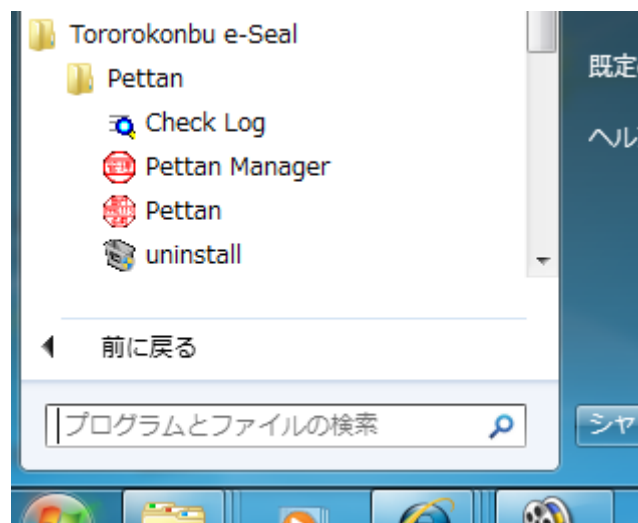 Tororokonbu e-Seal
既定
Pettan
Check Log
ヘル
Pettan Manager
Pettan
uninstall
前に戻る
プログラムとファイルの検索
シャ